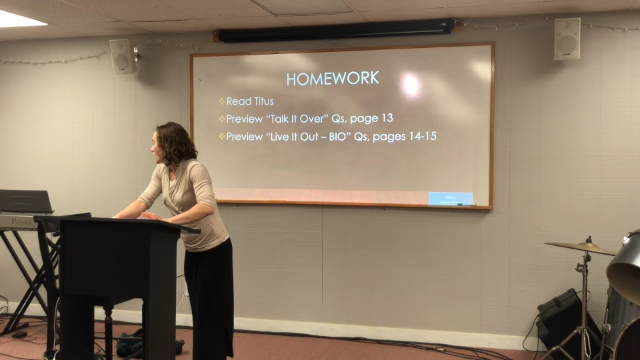 HOMEWORK
Read Titus
Preview “Talk It Over” Qs, page 13
Preview “Live It Out – BIO” Qs, pages 14-15